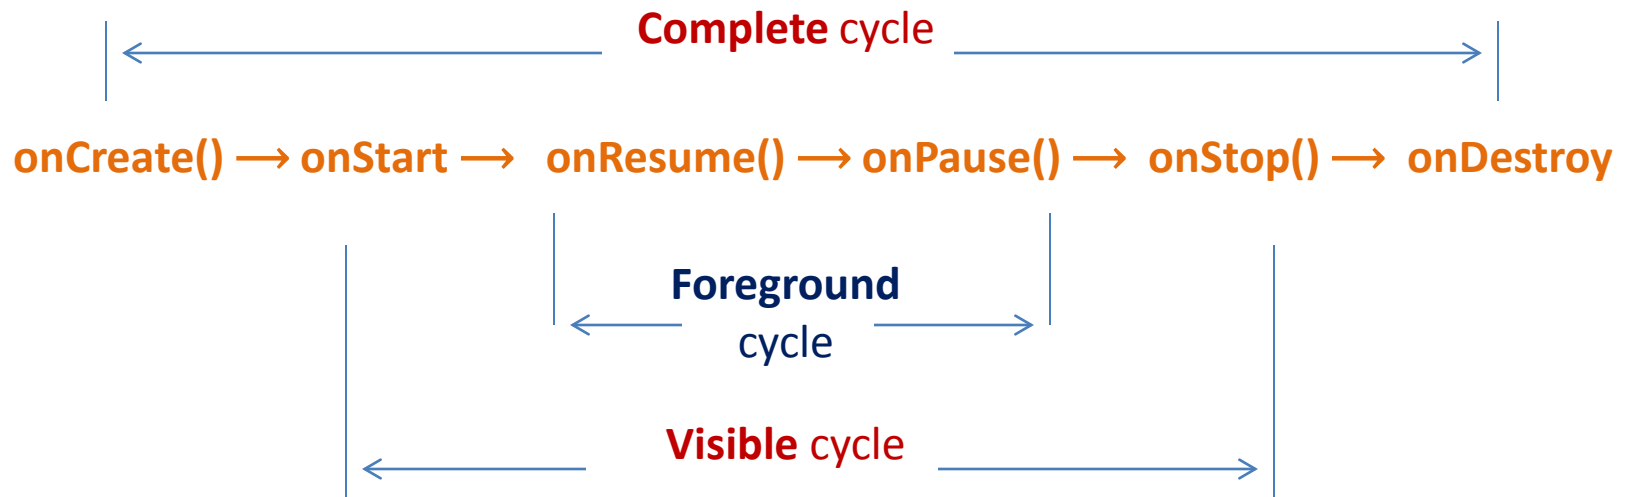 Complete cycle
onCreate() → onStart → onResume() → onPause() → onStop() → onDestroy
Foreground
cycle
Visible cycle